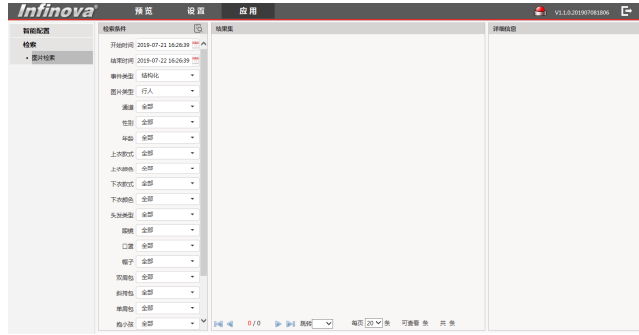 Infinova®
预览 设置 应用
V1.1.0.201907081806
智能配置
检索
• 图片检索
检索条件
开始时间 2019-07-21 16:26:39
结束时间 2019-07-22 16:26:39
事件类型 结构化
图片类型 行人
通道 全部
性别 全部
年龄 全部
上衣款式 全部
上衣颜色 全部
下衣款式 全部
下衣颜色 全部
头发类型 全部
眼镜 全部
口罩 全部
帽子 全部
双肩包 全部
斜挎包 全部
单肩包 全部
抱小孩 全部
结果集
0 / 0 跳转 每页 20 条 可查看 条 共 条
详细信息